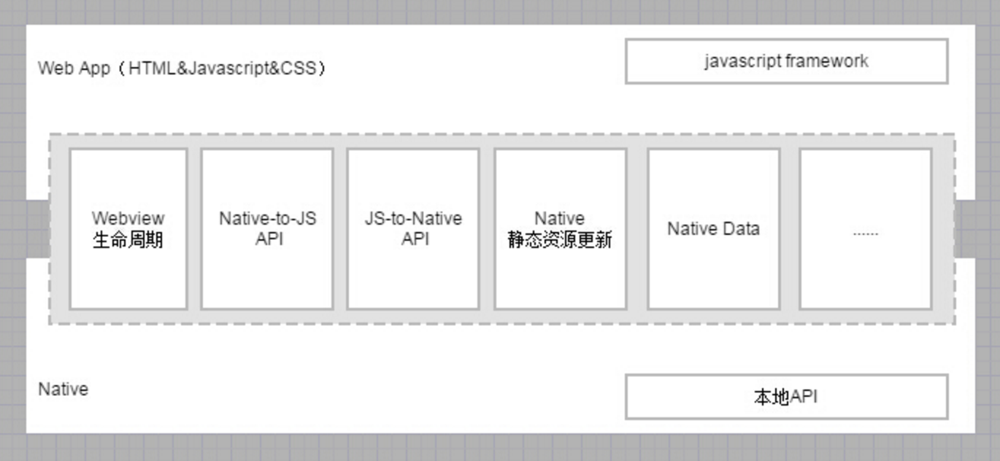 Web App（HTML&Javascript&CSS）
javascript framework
Webview
生命周期
Native-to-JS
API
JS-to-Native
API
Native
静态资源更新
Native Data
......
Native
本地API